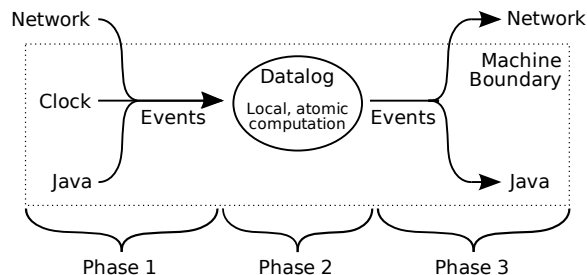 Network
Network
Machine
Boundary
Datalog
Clock
Local, atomic
computation
Events
Events
Java
Java
Phase 1
Phase 2
Phase 3